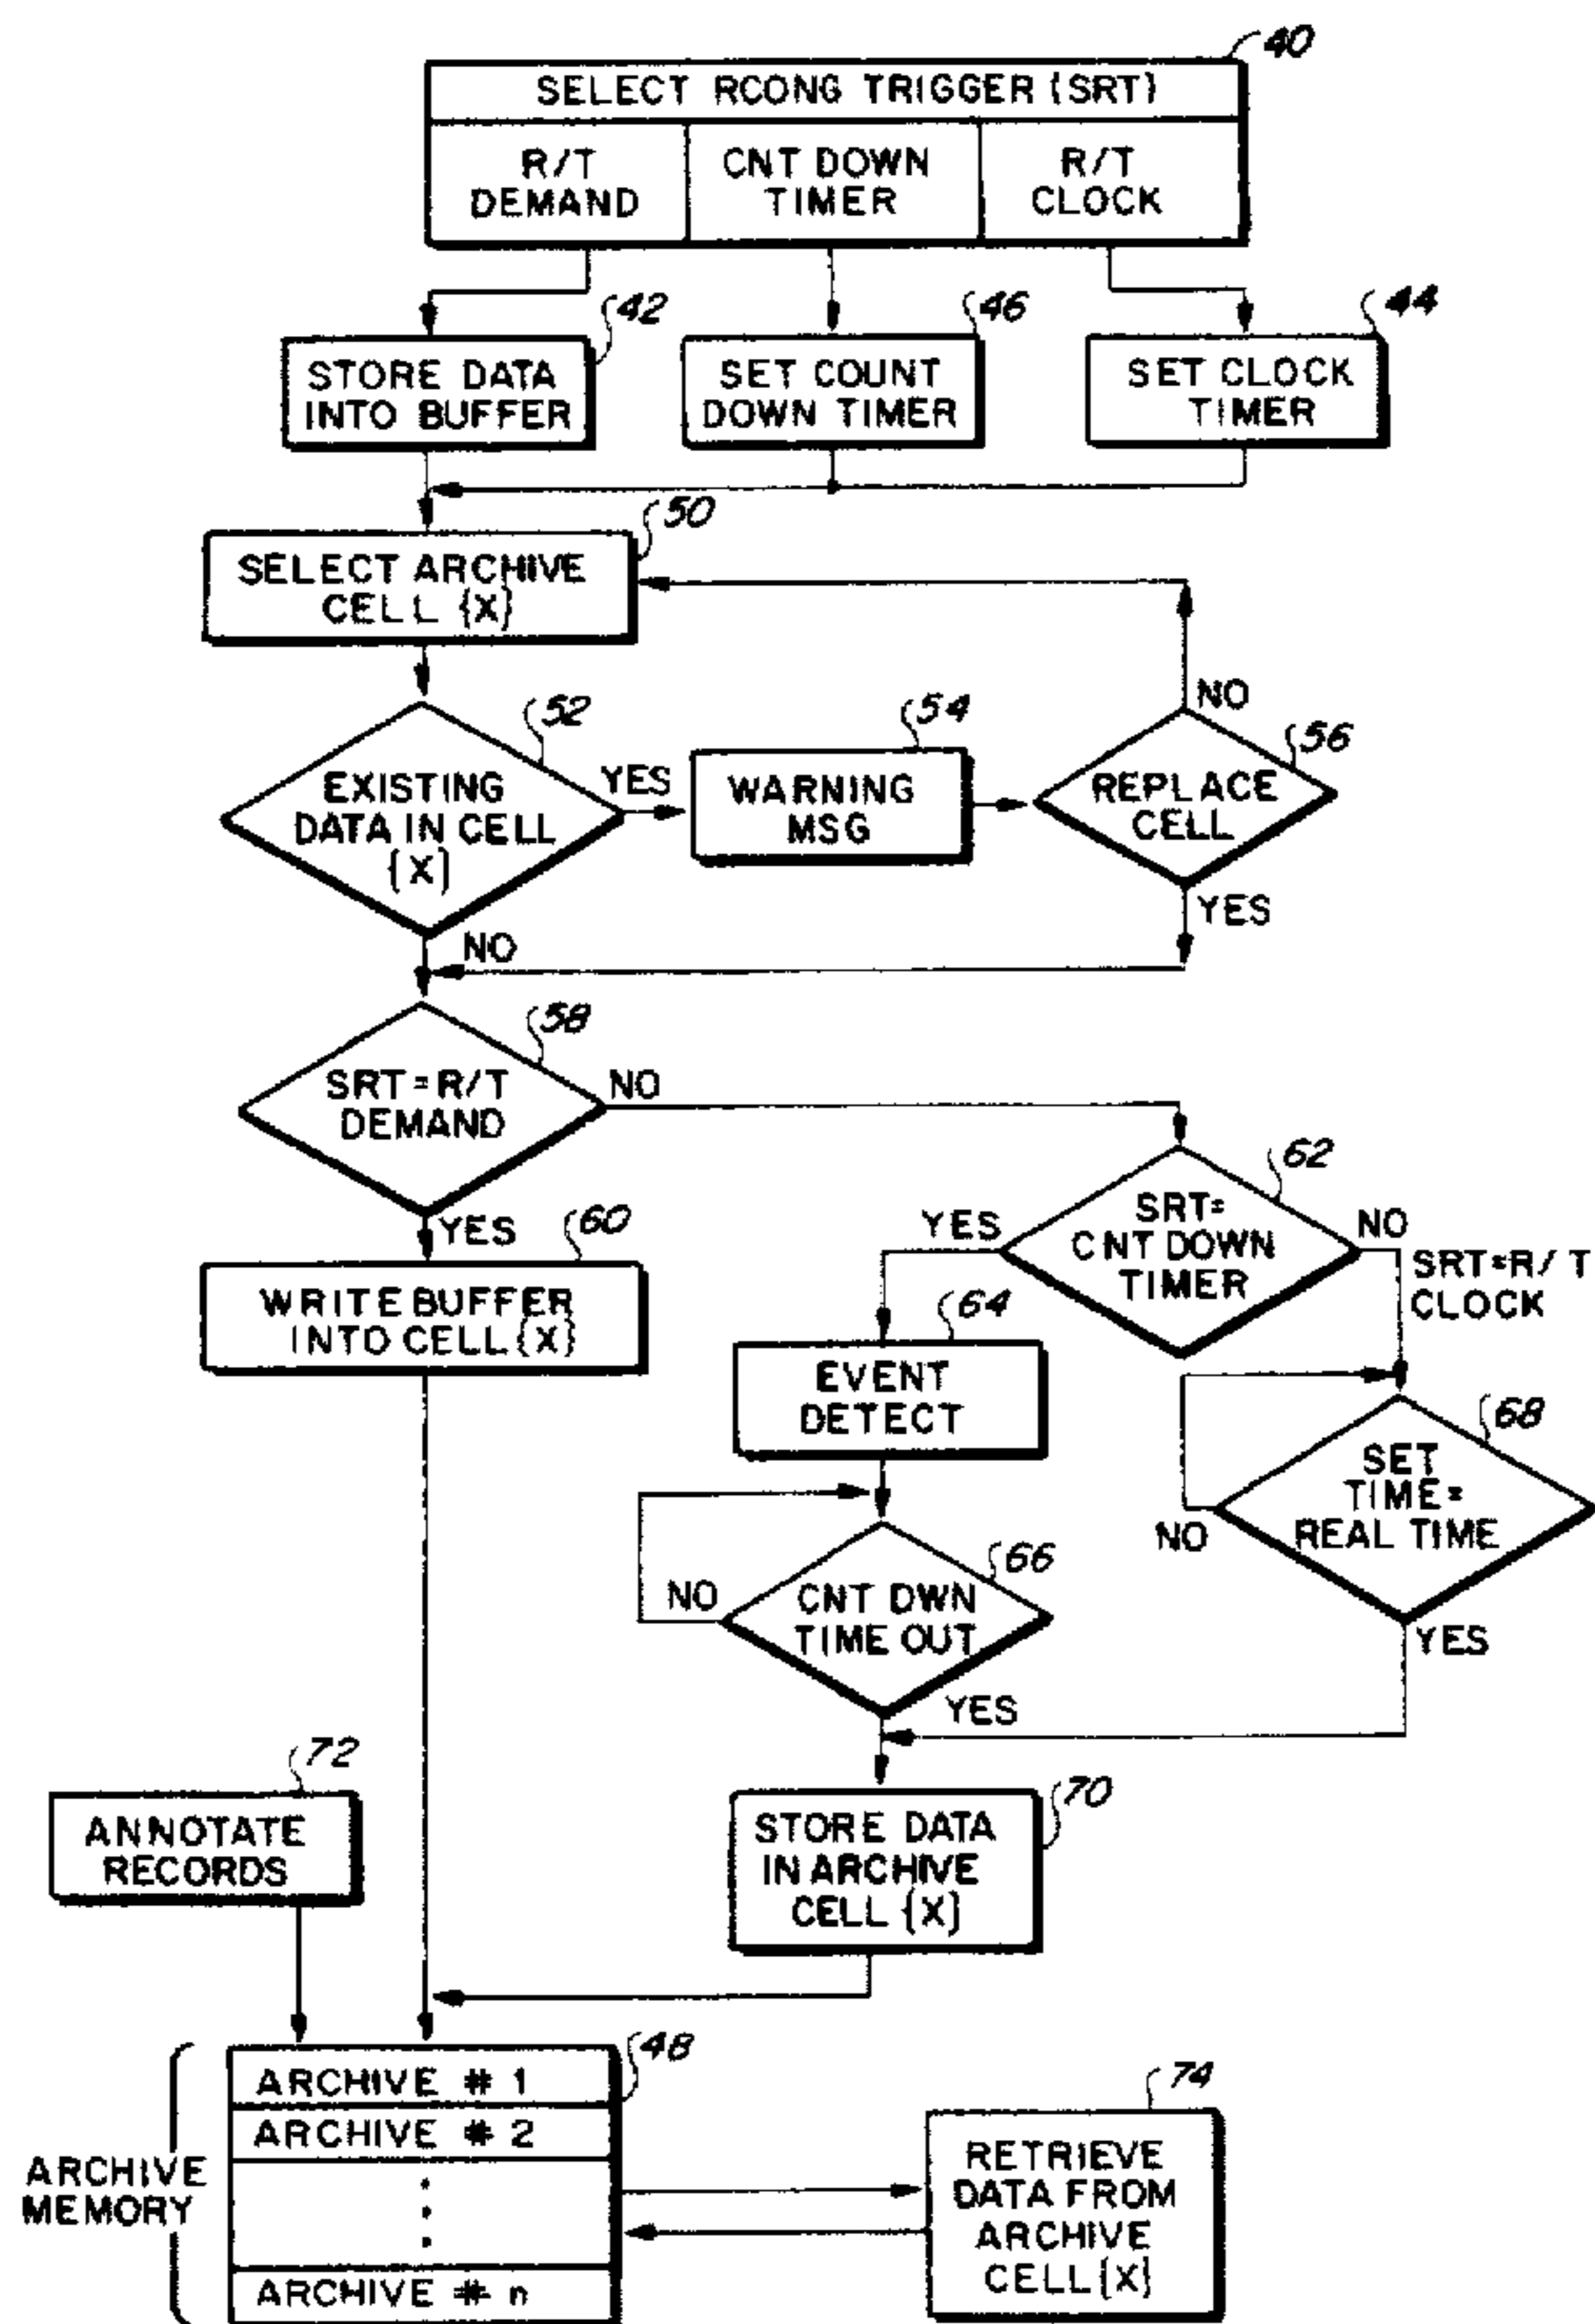 40
SELECT RCONG TRIGGER {SRT}
R/T
DEMAND
CNT DOWN
TIMER
R/T
CLOCK
42
STORE DATA
INTO BUFFER
46
SET COUNT
DOWN TIMER
44
SET CLOCK
TIMER
50
SELECT ARCHIVE
CELL {X}
52
EXISTING
DATA IN CELL
{X}
YES
54
WARNING
MSG
NO
56
REPLACE
CELL
YES
NO
58
SRT=R/T
DEMAND
NO
YES
60
WRITE BUFFER
INTO CELL {X}
62
SRT=
CNT DOWN
TIMER
YES
NO
SRT=R/T
CLOCK
64
EVENT
DETECT
68
SET
TIME=
REAL TIME
NO
YES
66
CNT DWN
TIME OUT
NO
YES
72
ANNOTATE
RECORDS
70
STORE DATA
IN ARCHIVE
CELL {X}
48
ARCHIVE
MEMORY
ARCHIVE # 1
ARCHIVE # 2
ARCHIVE # n
74
RETRIEVE
DATA FROM
ARCHIVE
CELL {X}